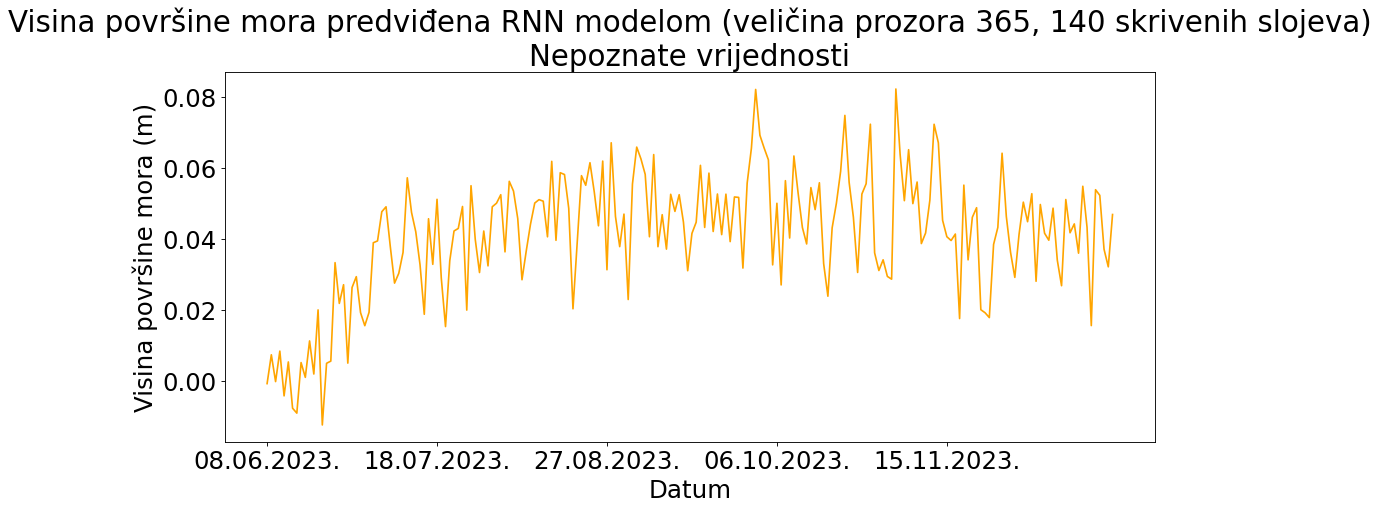 Visina površine mora predviđena RNN modelom (veličina prozora 365, 140 skrivenih slojeva)
Nepoznate vrijednosti
Visina površine mora (m)
0.08
0.06
0.04
0.02
0.00
08.06.2023. 18.07.2023. 27.08.2023. 06.10.2023. 15.11.2023.
Datum